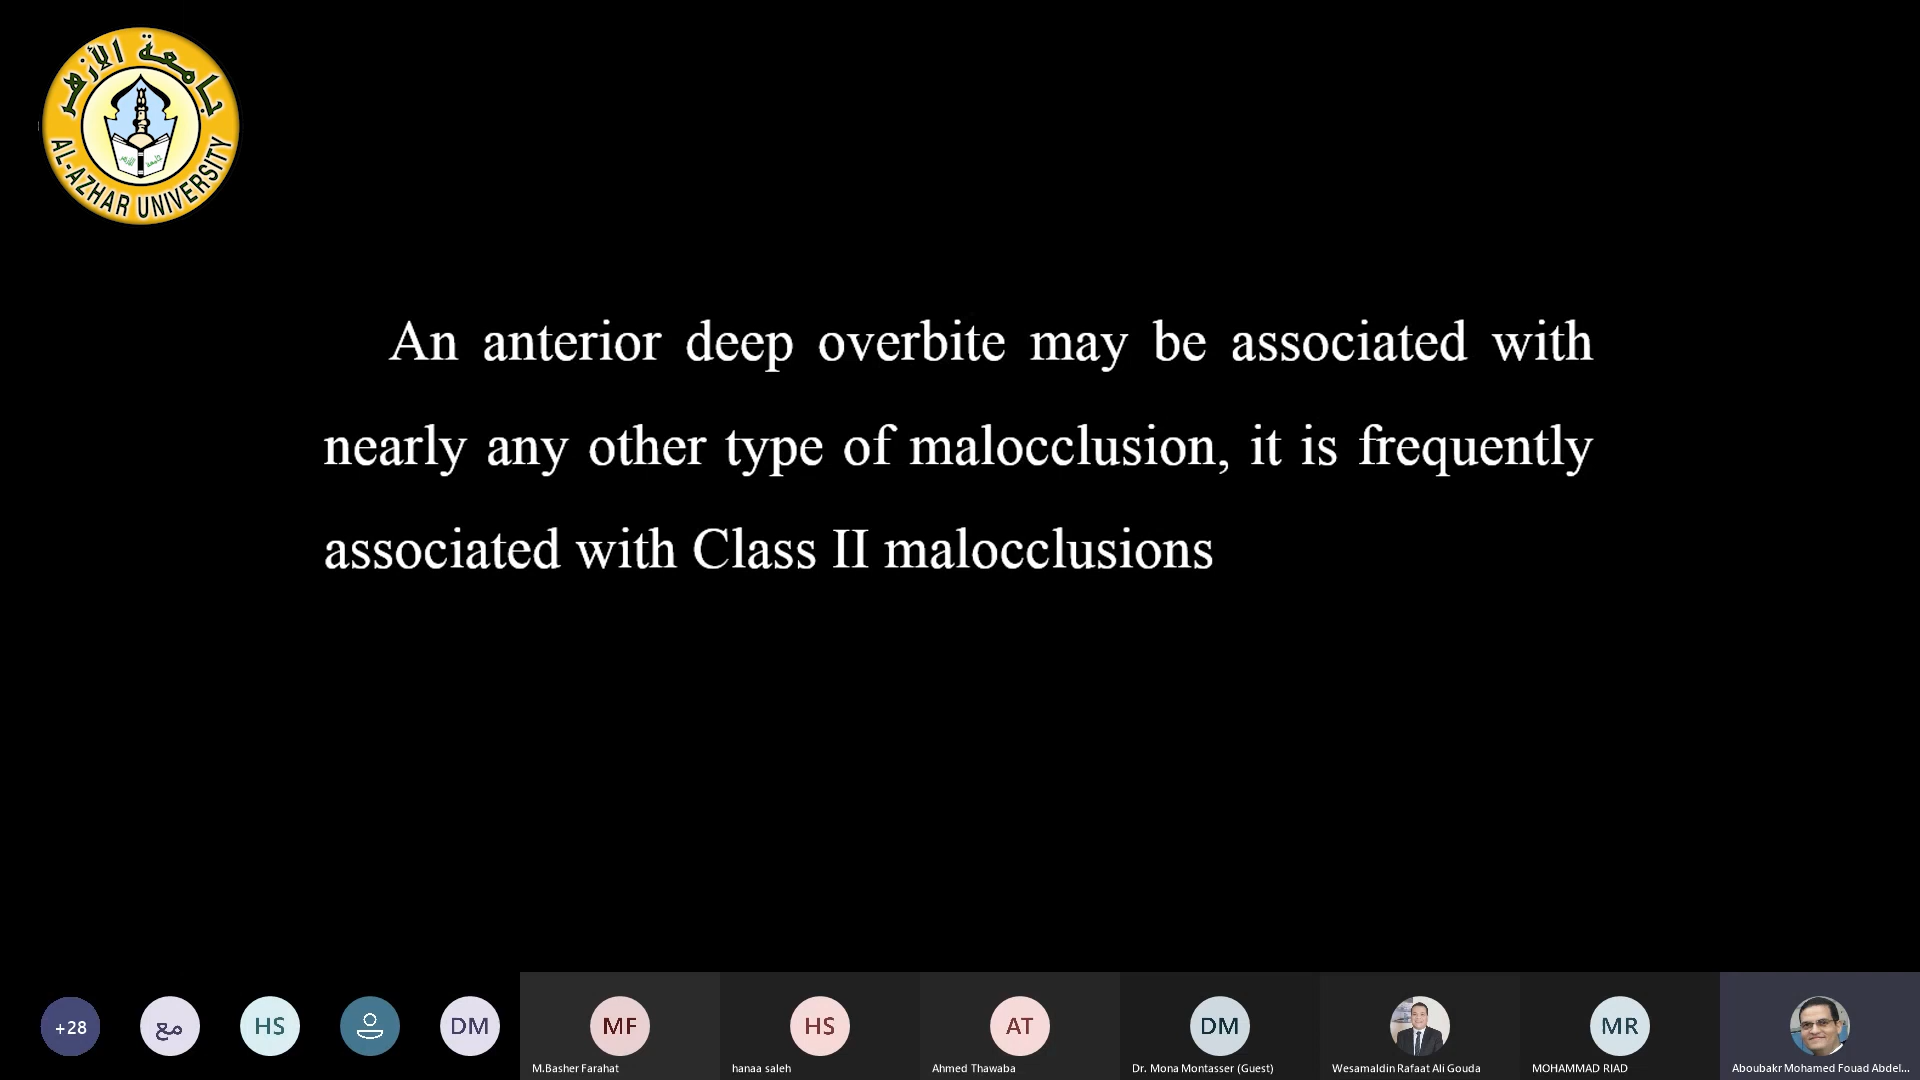 جامعة الأزهر
AL-AZHAR UNIVERSITY
An anterior deep overbite may be associated with
nearly any other type of malocclusion, it is frequently
associated with Class II malocclusions
+28
مع
HS
DM
MF
HS
AT
DM
MR
M.Basher Farahat
hanaa saleh
Ahmed Thawaba
Dr. Mona Montasser (Guest)
Wesamaldin Rafaat Ali Gouda
MOHAMMAD RIAD
Aboubakr Mohamed Fouad Abdel...